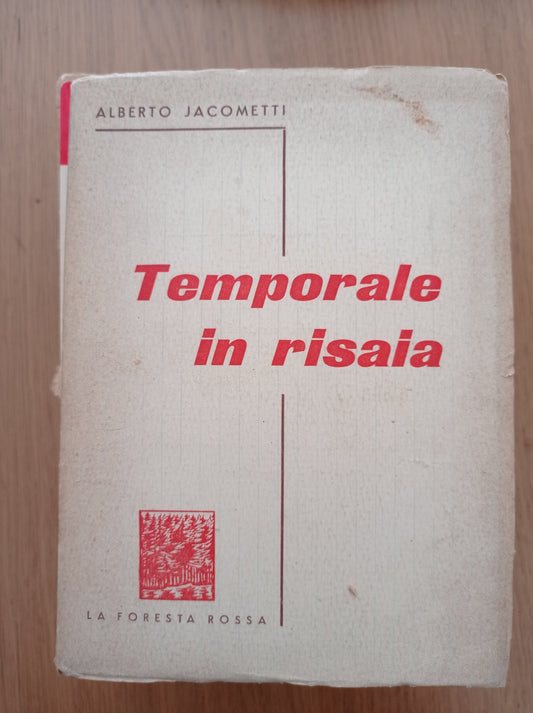 ALBERTO JACOMETTI
Temporale
in risaia
LA FORESTA ROSSA